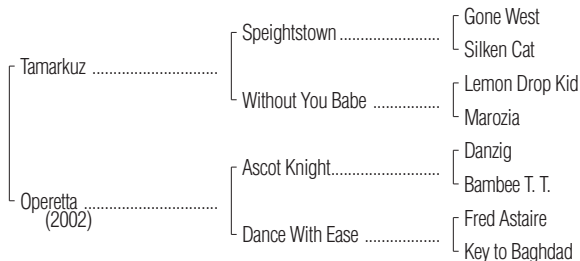 Gone West
Speightstown
Silken Cat
Tamarkuz
Lemon Drop Kid
Without You Babe
Marozia
Danzig
Ascot Knight
Bambee T. T.
Operetta
(2002)
Fred Astaire
Dance With Ease
Key to Baghdad